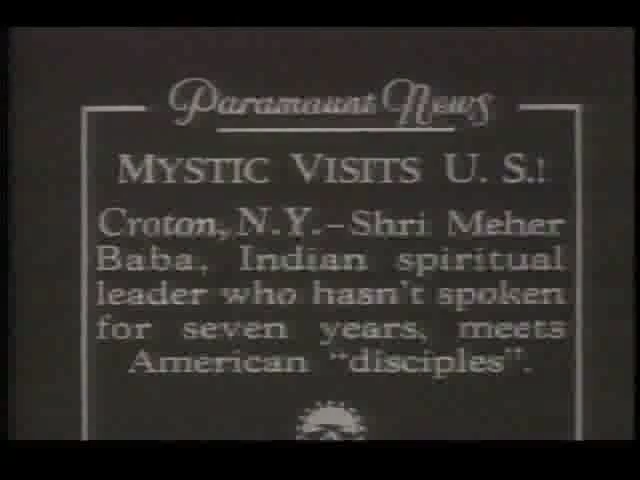 Paramount News
MYSTIC VISITS U. S.!
Croton, N.Y.–Shri Meher
Baba, Indian spiritual
leader who hasn't spoken
for seven years, meets
American "disciples".